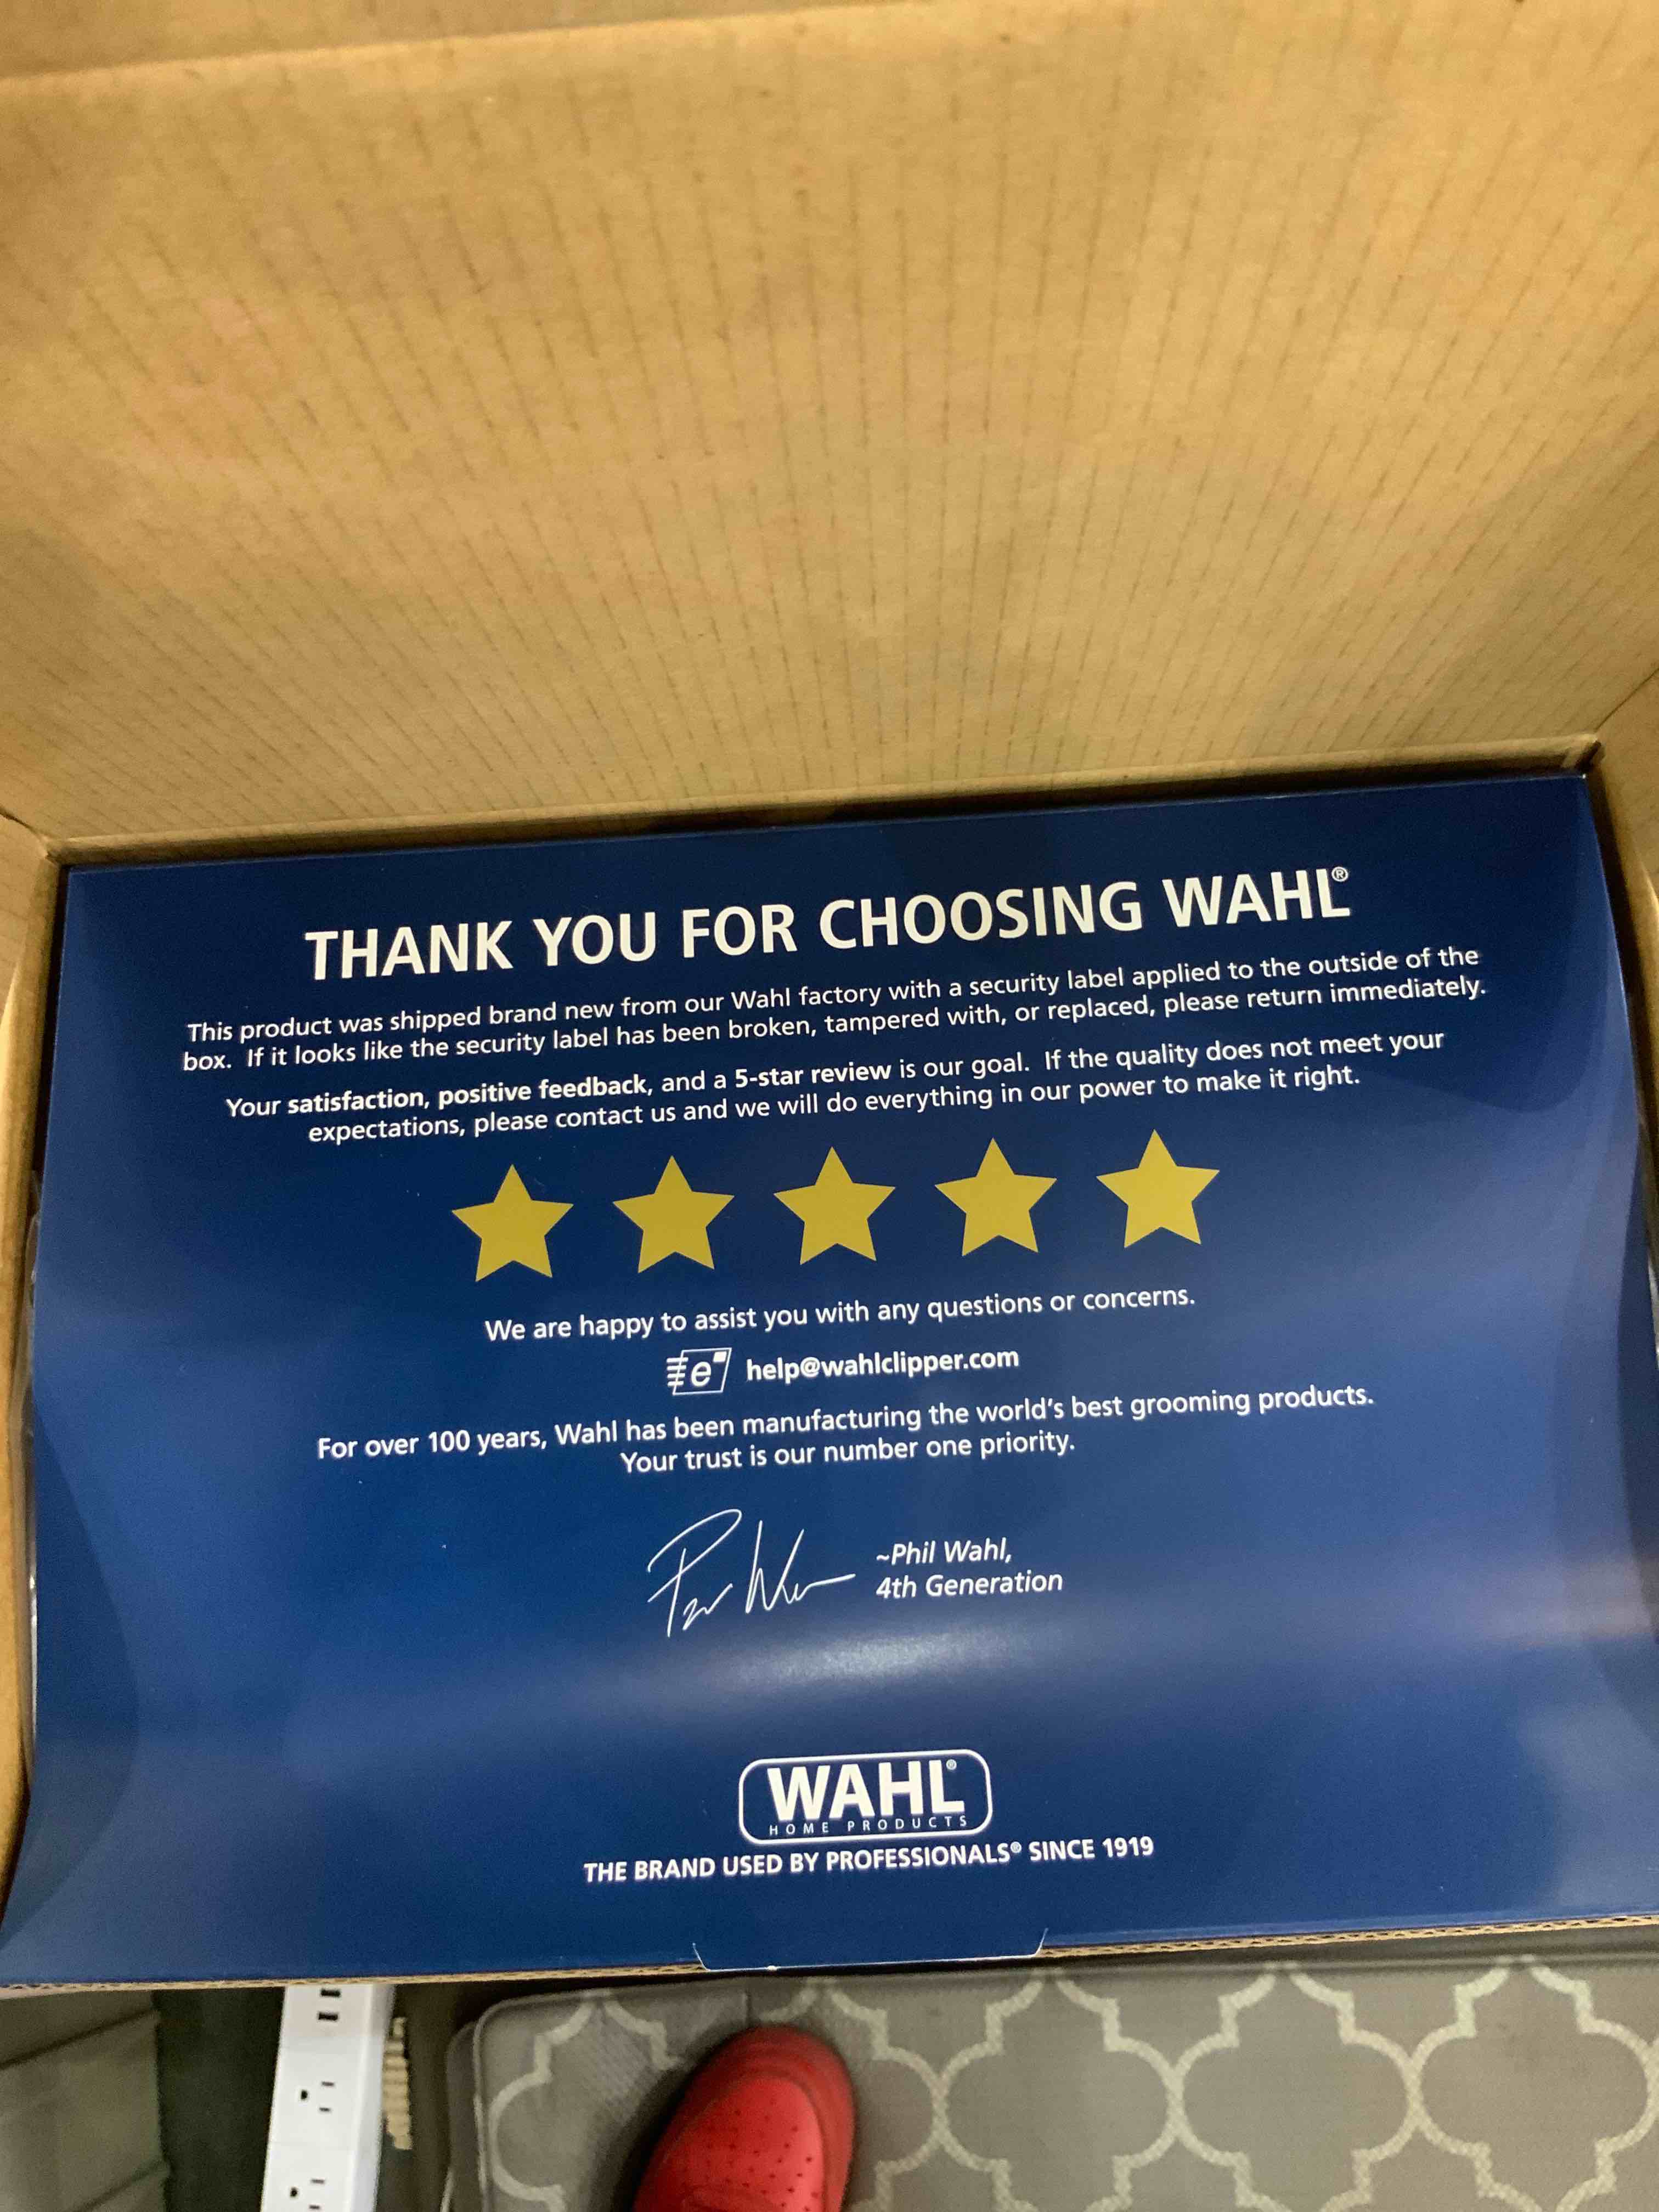 THANK YOU FOR CHOOSING WAHL®
This product was shipped brand new from our Wahl factory with a security label applied to the outside of the
box. If it looks like the security label has been broken, tampered with, or replaced, please return immediately.
Your satisfaction, positive feedback, and a 5-star review is our goal. If the quality does not meet your
expectations, please contact us and we will do everything in our power to make it right.
We are happy to assist you with any questions or concerns.
e help@wahlclipper.com
For over 100 years, Wahl has been manufacturing the world's best grooming products.
Your trust is our number one priority.
~Phil Wahl,
4th Generation
WAHL®
HOME PRODUCTS
THE BRAND USED BY PROFESSIONALS® SINCE 1919